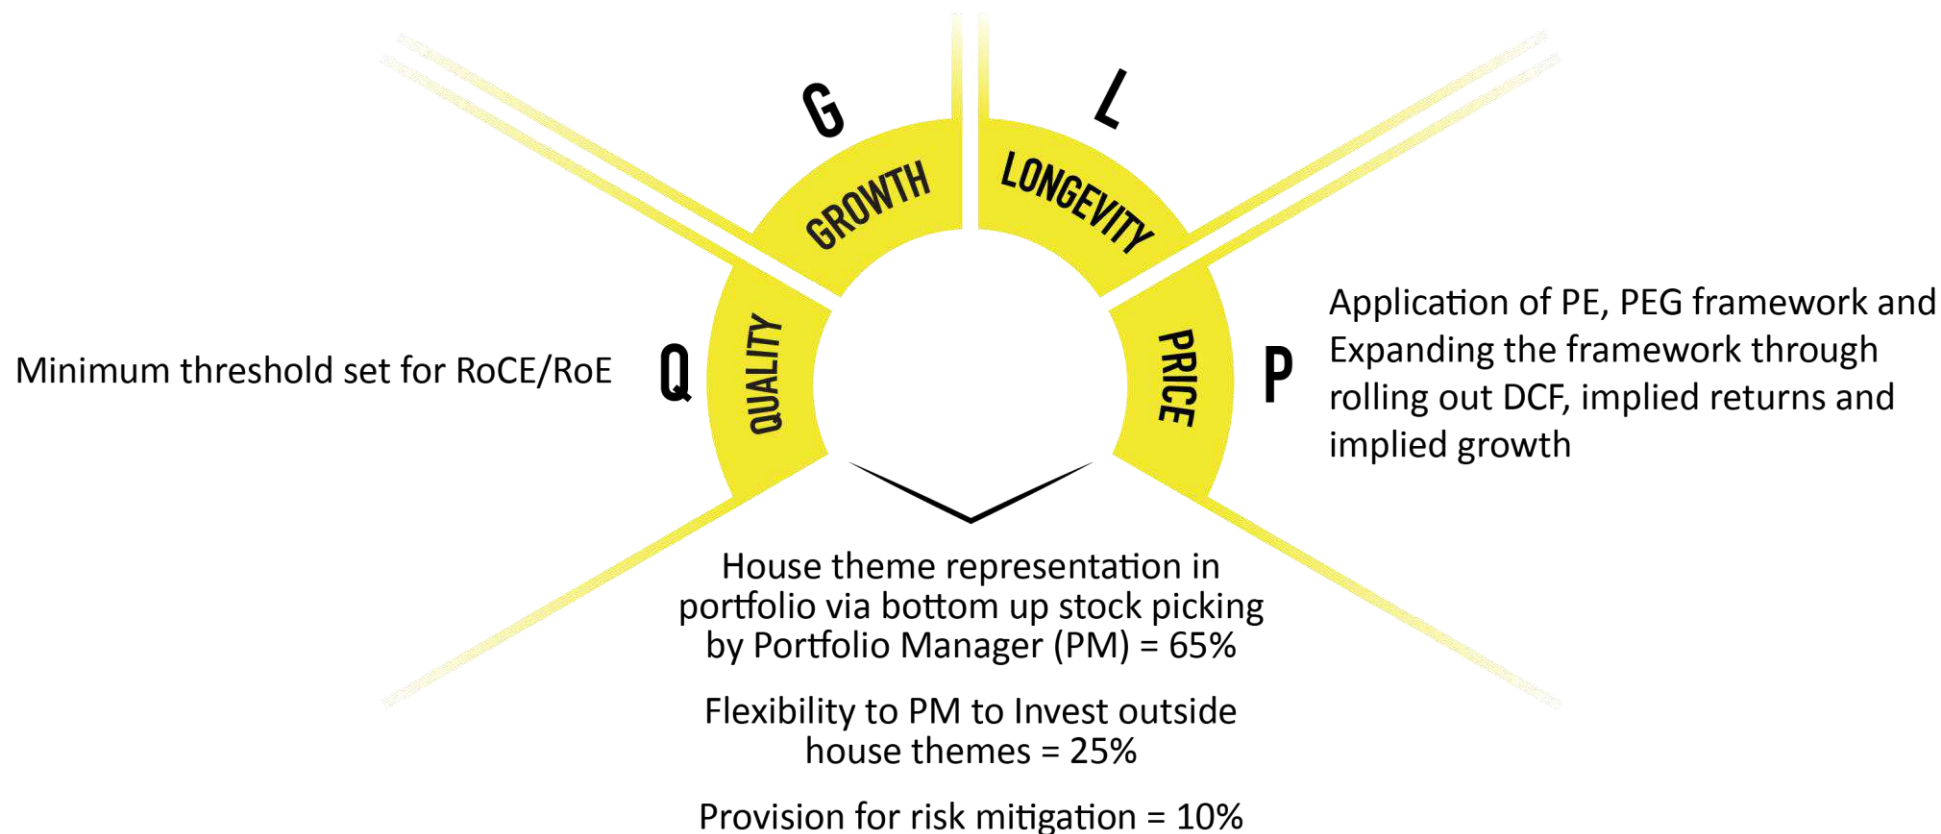 G
L
GROWTH
LONGEVITY
QUALITY
PRICE
Q
P
Minimum threshold set for RoCE/RoE
Application of PE, PEG framework and
Expanding the framework through
rolling out DCF, implied returns and
implied growth
House theme representation in
portfolio via bottom up stock picking
by Portfolio Manager (PM) = 65%
Flexibility to PM to Invest outside
house themes = 25%
Provision for risk mitigation = 10%